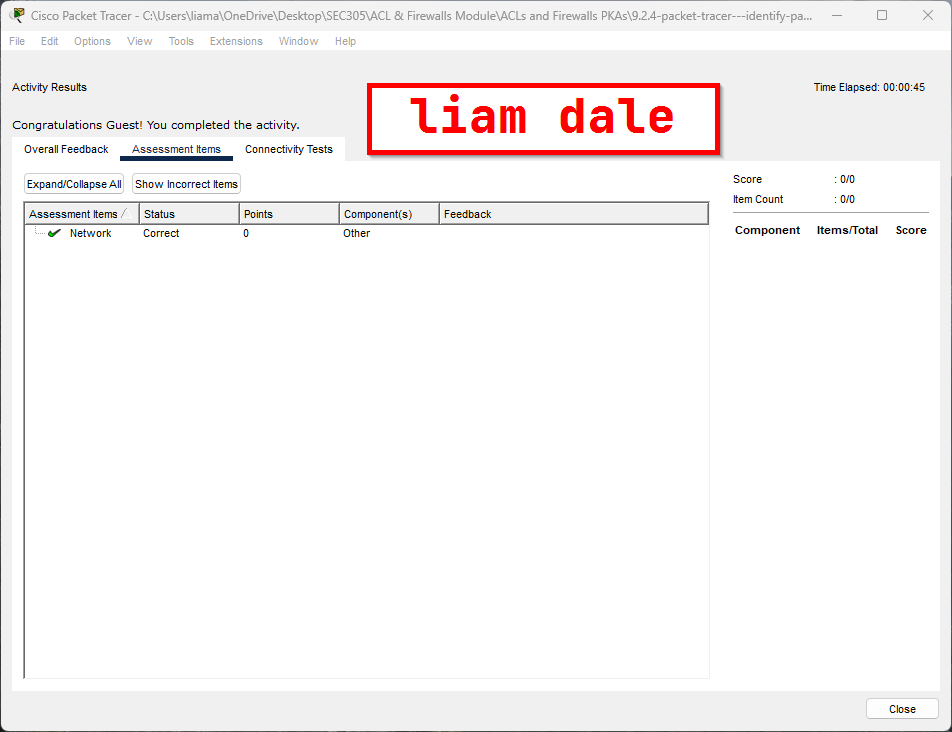 Cisco Packet Tracer - C:\Users\liama\OneDrive\Desktop\SEC305\ACL & Firewalls Module\ACLs and Firewalls PKAs\9.2.4-packet-tracer---identify-pa...
File Edit Options View Tools Extensions Window Help
Activity Results
Time Elapsed: 00:00:45
liam dale
Congratulations Guest! You completed the activity.
Overall Feedback Assessment Items Connectivity Tests
Expand/Collapse All Show Incorrect Items
Assessment Items Status Points Component(s) Feedback
Network Correct 0 Other
Score : 0/0
Item Count : 0/0
Component Items/Total Score
Close